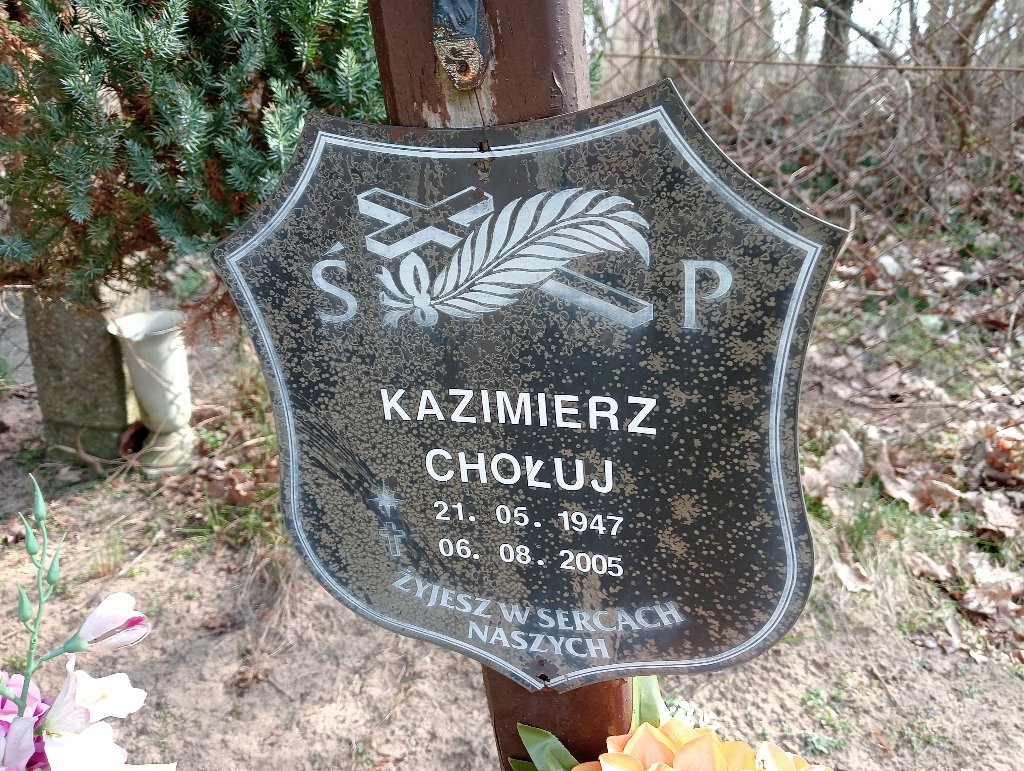 Ś P
KAZIMIERZ
CHOŁUJ
21. 05. 1947
06. 08. 2005
ŻYJESZ W SERCACH
NASZYCH